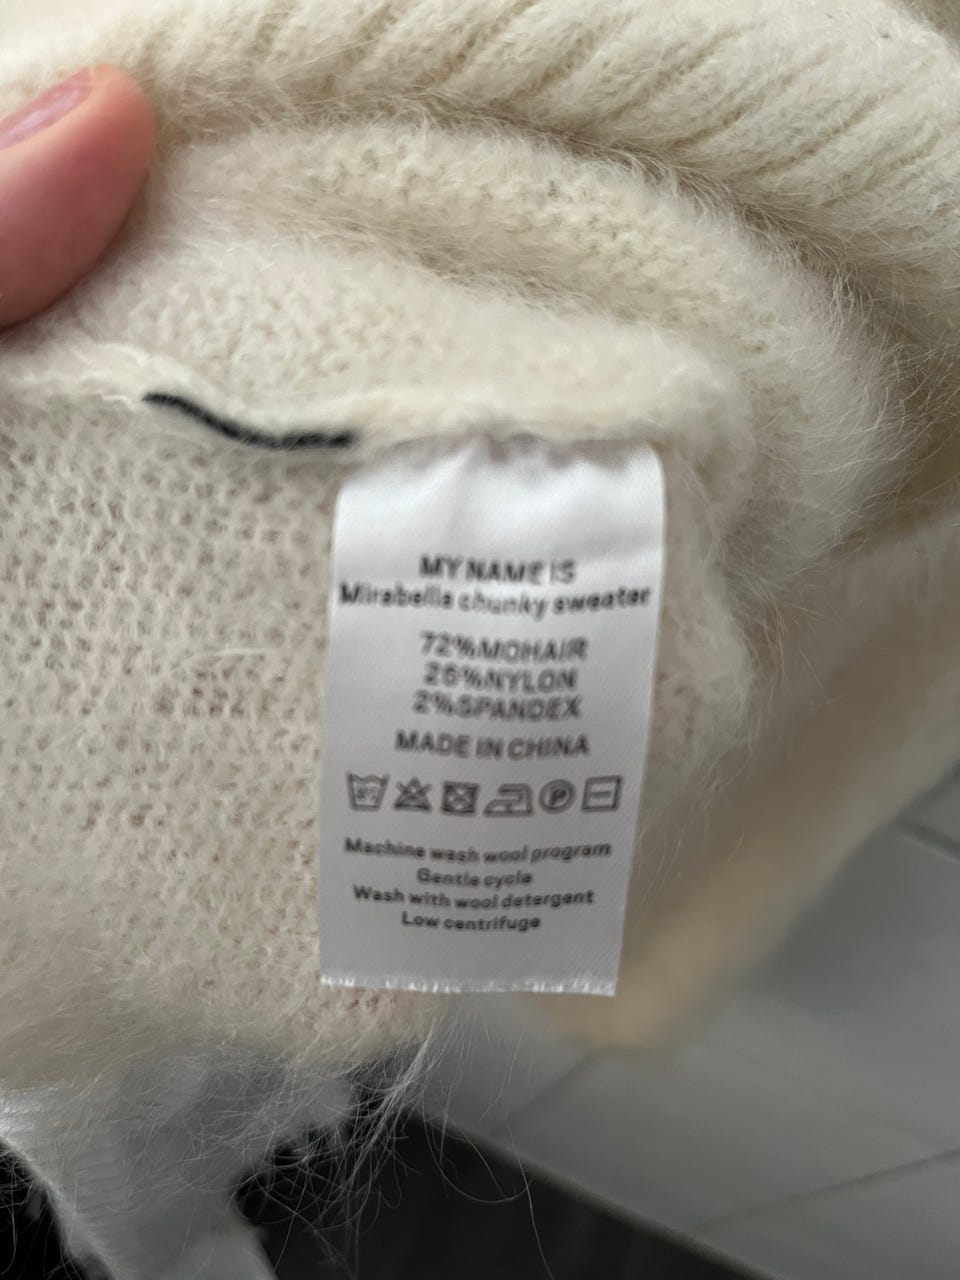 MY NAME IS
Mirabella chunky sweater
72%MOHAIR
26%NYLON
2%SPANDEX
MADE IN CHINA
P
Machine wash wool program
Gentle cycle
Wash with wool detergent
Low centrifuge